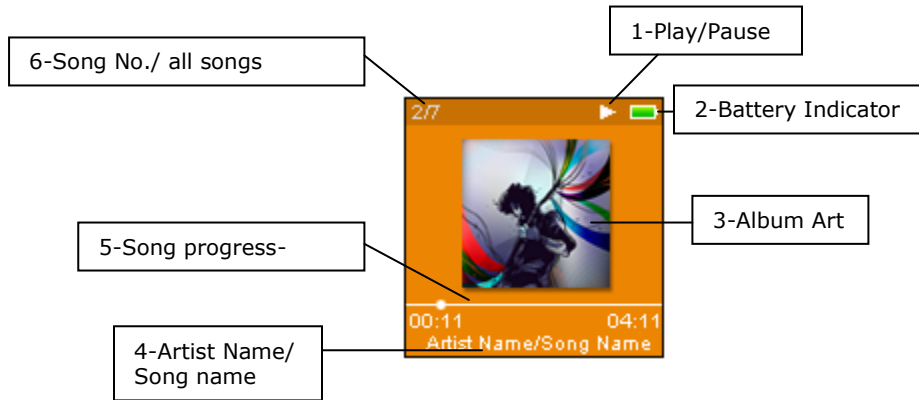 1-Play/Pause
6-Song No./ all songs
2/7
2-Battery Indicator
3-Album Art
5-Song progress-
00:11 04:11
Artist Name/Song Name
4-Artist Name/
Song name